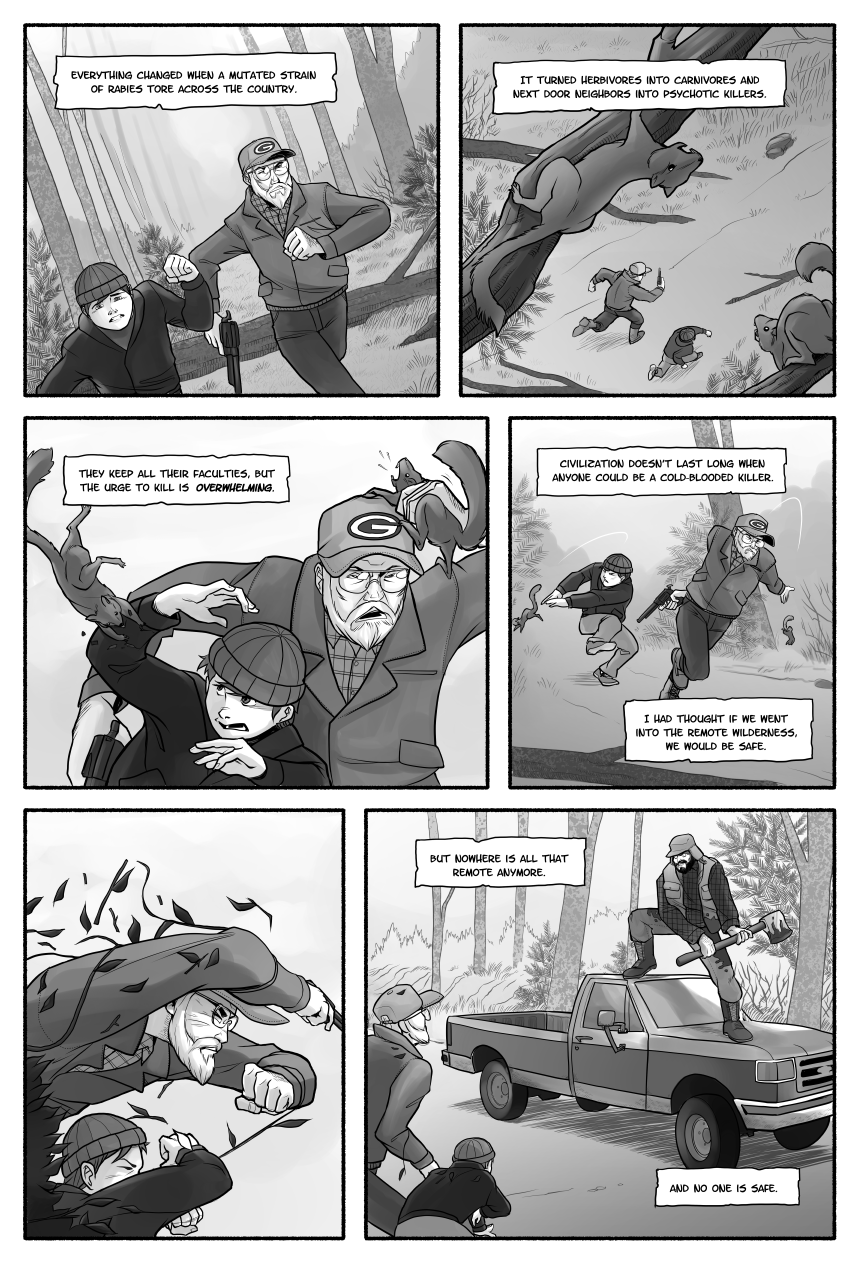 EVERYTHING CHANGED WHEN A MUTATED STRAIN
OF RABIES TORE ACROSS THE COUNTRY.
G
IT TURNED HERBIVORES INTO CARNIVORES AND
NEXT DOOR NEIGHBORS INTO PSYCHOTIC KILLERS.
THEY KEEP ALL THEIR FACULTIES, BUT
THE URGE TO KILL IS OVERWHELMING.
G
CIVILIZATION DOESN'T LAST LONG WHEN
ANYONE COULD BE A COLD-BLOODED KILLER.
G
I HAD THOUGHT IF WE WENT
INTO THE REMOTE WILDERNESS,
WE WOULD BE SAFE.
BUT NOWHERE IS ALL THAT
REMOTE ANYMORE.
AND NO ONE IS SAFE.